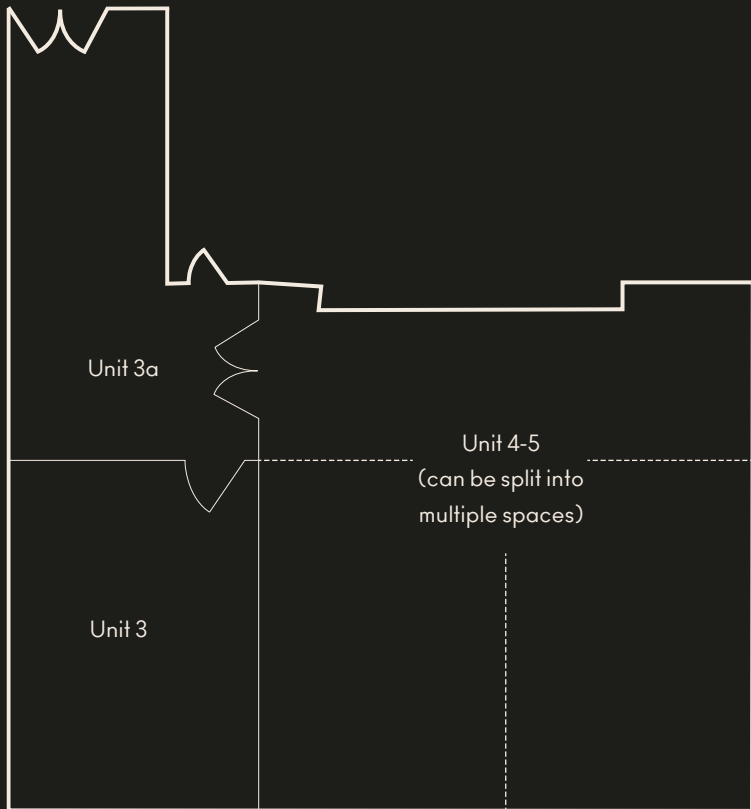 Unit 3a
Unit 4-5
(can be split into
multiple spaces)
Unit 3